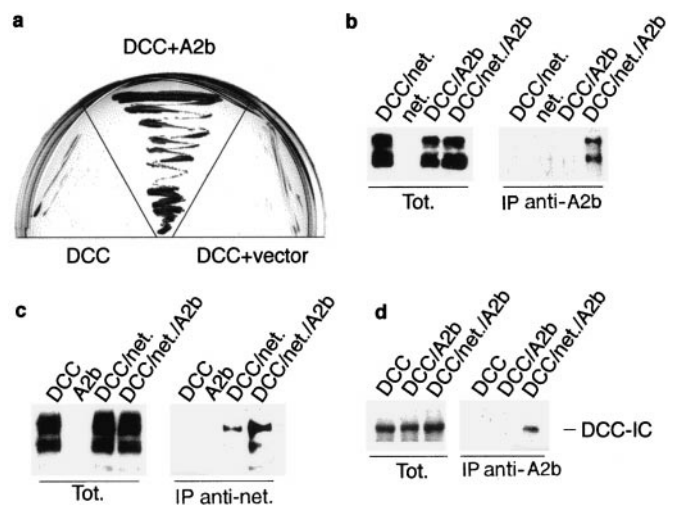 a
DCC+A2b
DCC
DCC+vector
b
DCC/net.
net.
DCC/A2b
DCC/net./A2b
Tot.
DCC/net.
net.
DCC/A2b
DCC/net./A2b
IP anti-A2b
c
DCC
A2b
DCC/net.
DCC/net./A2b
Tot.
DCC
A2b
DCC/net.
DCC/net./A2b
IP anti-net.
d
DCC
DCC/A2b
DCC/net./A2b
Tot.
DCC
DCC/A2b
DCC/net./A2b
IP anti-A2b
– DCC-IC